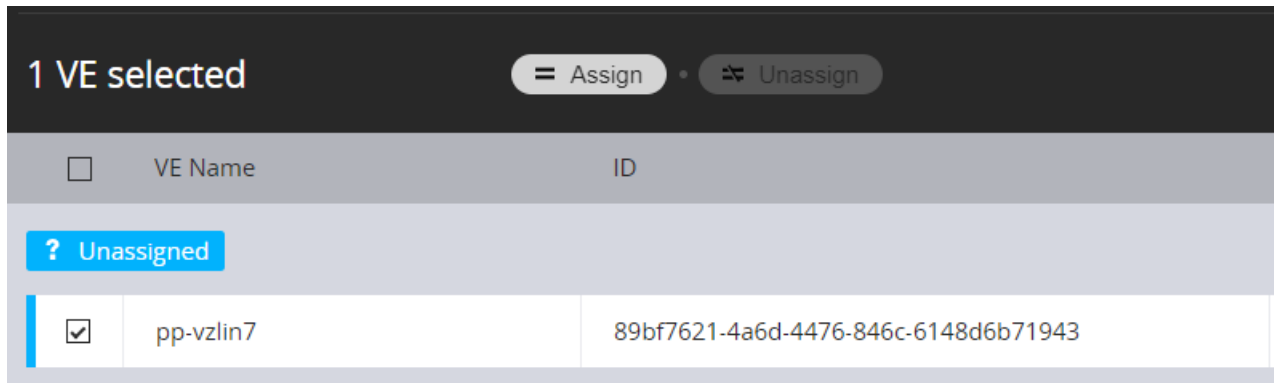 1 VE selected = Assign • Unassign
VE Name ID
? Unassigned
pp-vzlin7 89bf7621-4a6d-4476-846c-6148d6b71943